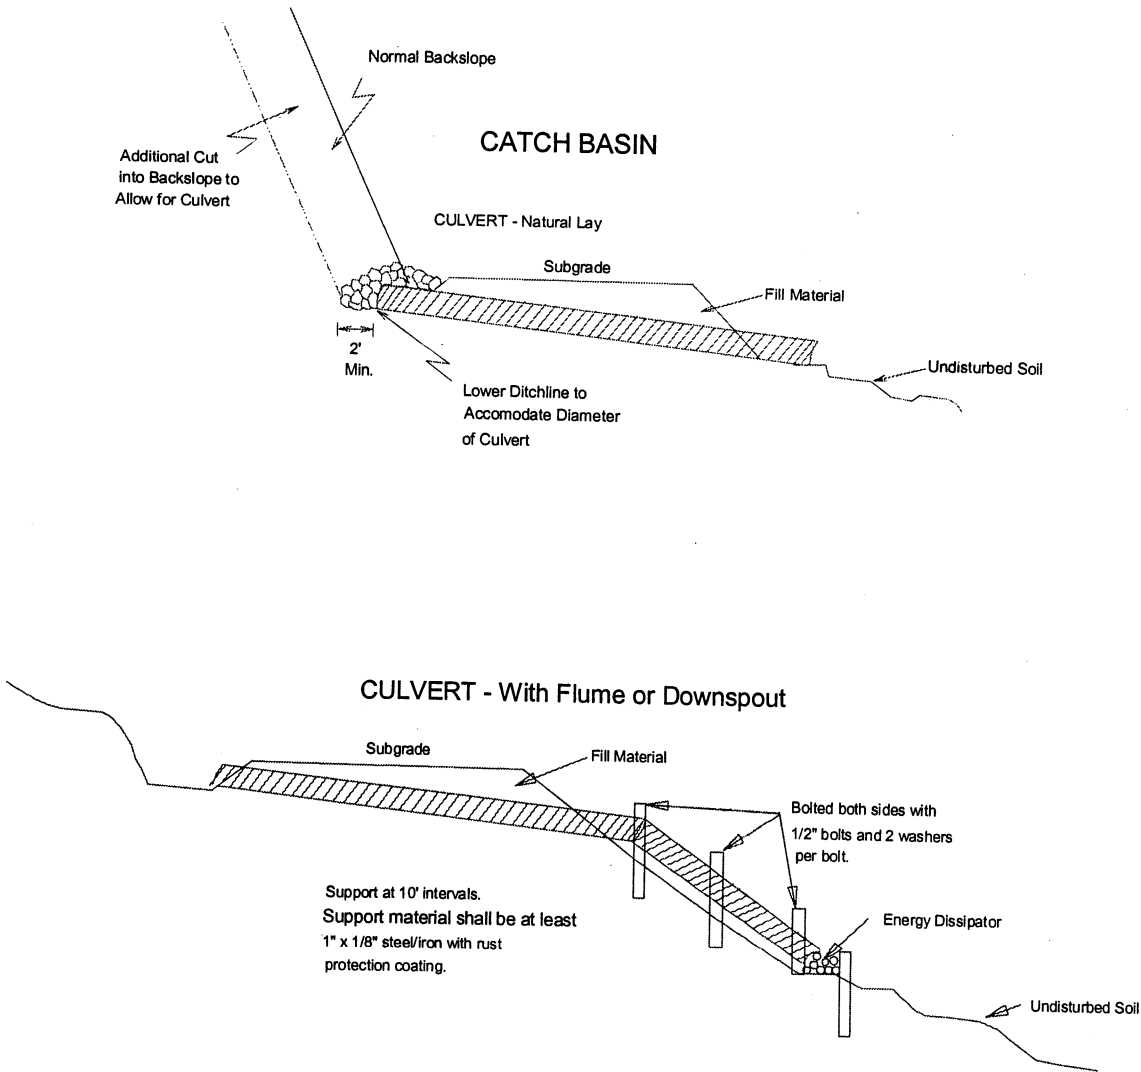 Normal Backslope
CATCH BASIN
Additional Cut
into Backslope to
Allow for Culvert
CULVERT - Natural Lay
Subgrade
Fill Material
2'
Min.
Undisturbed Soil
Lower Ditchline to
Accomodate Diameter
of Culvert
CULVERT - With Flume or Downspout
Subgrade
Fill Material
Bolted both sides with
1/2" bolts and 2 washers
per bolt.
Support at 10' intervals.
Support material shall be at least
1" x 1/8" steel/iron with rust
protection coating.
Energy Dissipator
Undisturbed Soil